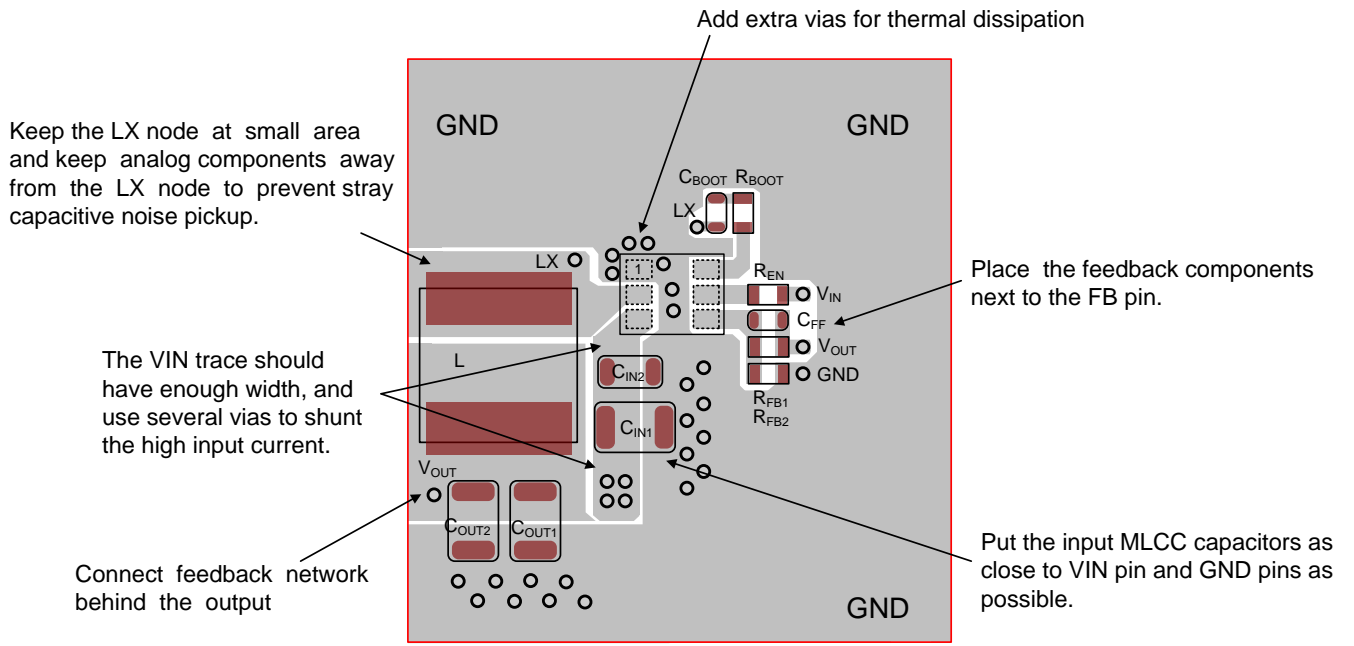 Add extra vias for thermal dissipation
GND
GND
Keep the LX node at small area
and keep analog components away
from the LX node to prevent stray
capacitive noise pickup.
CBOOT RBOOT
LX
LX
1
REN
VIN
Place the feedback components
next to the FB pin.
CFF
VOUT
GND
RFB1
RFB2
The VIN trace should
have enough width, and
use several vias to shunt
the high input current.
L
CIN2
CIN1
VOUT
COUT2
COUT1
Connect feedback network
behind the output
Put the input MLCC capacitors as
close to VIN pin and GND pins as
possible.
GND